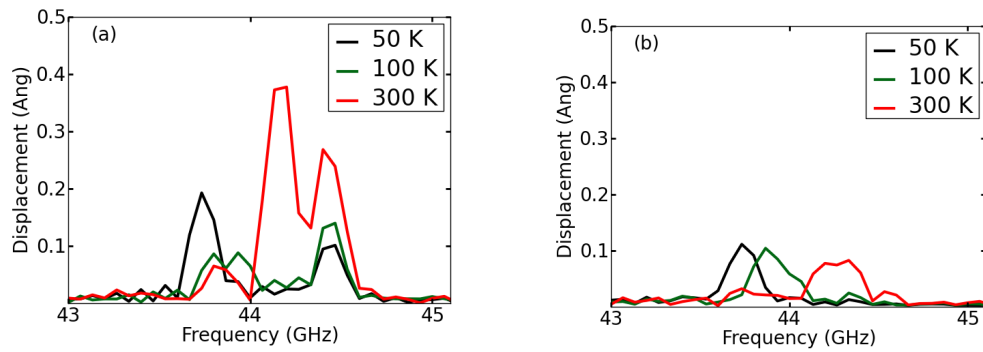 (a)
50 K
100 K
300 K
0.5
0.4
0.3
0.2
0.1
Displacement (Ang)
43
44
45
Frequency (GHz)
(b)
50 K
100 K
300 K
0.5
0.4
0.3
0.2
0.1
Displacement (Ang)
43
44
45
Frequency (GHz)